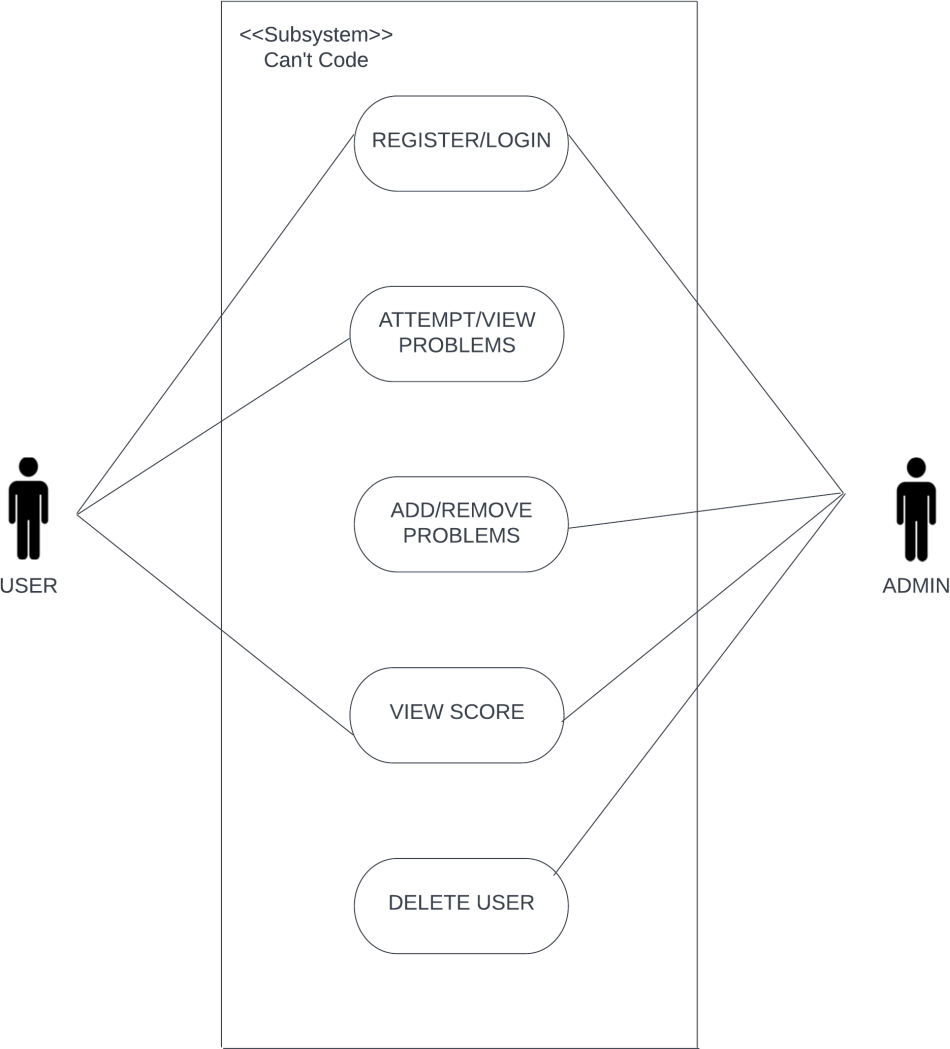 <<Subsystem>>
Can't Code
REGISTER/LOGIN
ATTEMPT/VIEW
PROBLEMS
ADD/REMOVE
PROBLEMS
USER
ADMIN
VIEW SCORE
DELETE USER